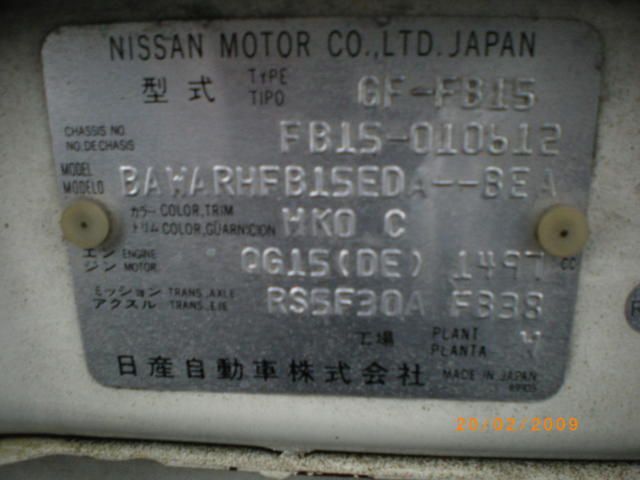 NISSAN MOTOR CO.,LTD. JAPAN
型式 TYPE TIPO GF-FB15
CHASSIS NO. NO.DE CHASIS FB15-010612
MODEL MODELO BAYARHFB15EDA--BEA
カラー COLOR,TRIM
トリム COLOR,GUARNICION WK0 C
エンジン ENGINE MOTOR QG15(DE) 1497 CC
ミッション TRANS.,AXLE
アクスル TRANS.,EJE RS5F30A FB38
工場 PLANT PLANTA Y
日産自動車株式会社 MADE IN JAPAN
20/02/2009